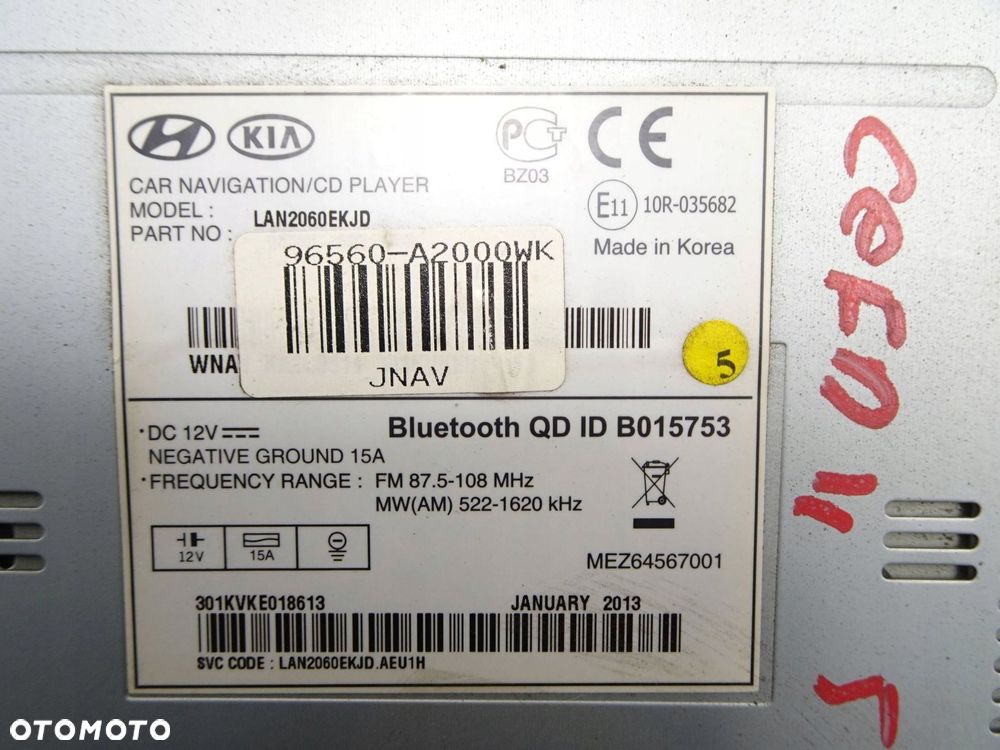 KIA
PCT
BZ03
CE
CAR NAVIGATION/CD PLAYER
MODEL : LAN2060EKJD
PART NO :
E11 10R-035682
Made in Korea
96560-A2000WK
WNA
JNAV
5
DC 12V
NEGATIVE GROUND 15A
Bluetooth QD ID B015753
FREQUENCY RANGE : FM 87.5-108 MHz
MW(AM) 522-1620 kHz
12V 15A
MEZ64567001
301KVKE018613 JANUARY 2013
SVC CODE : LAN2060EKJD.AEU1H
OTOMOTO